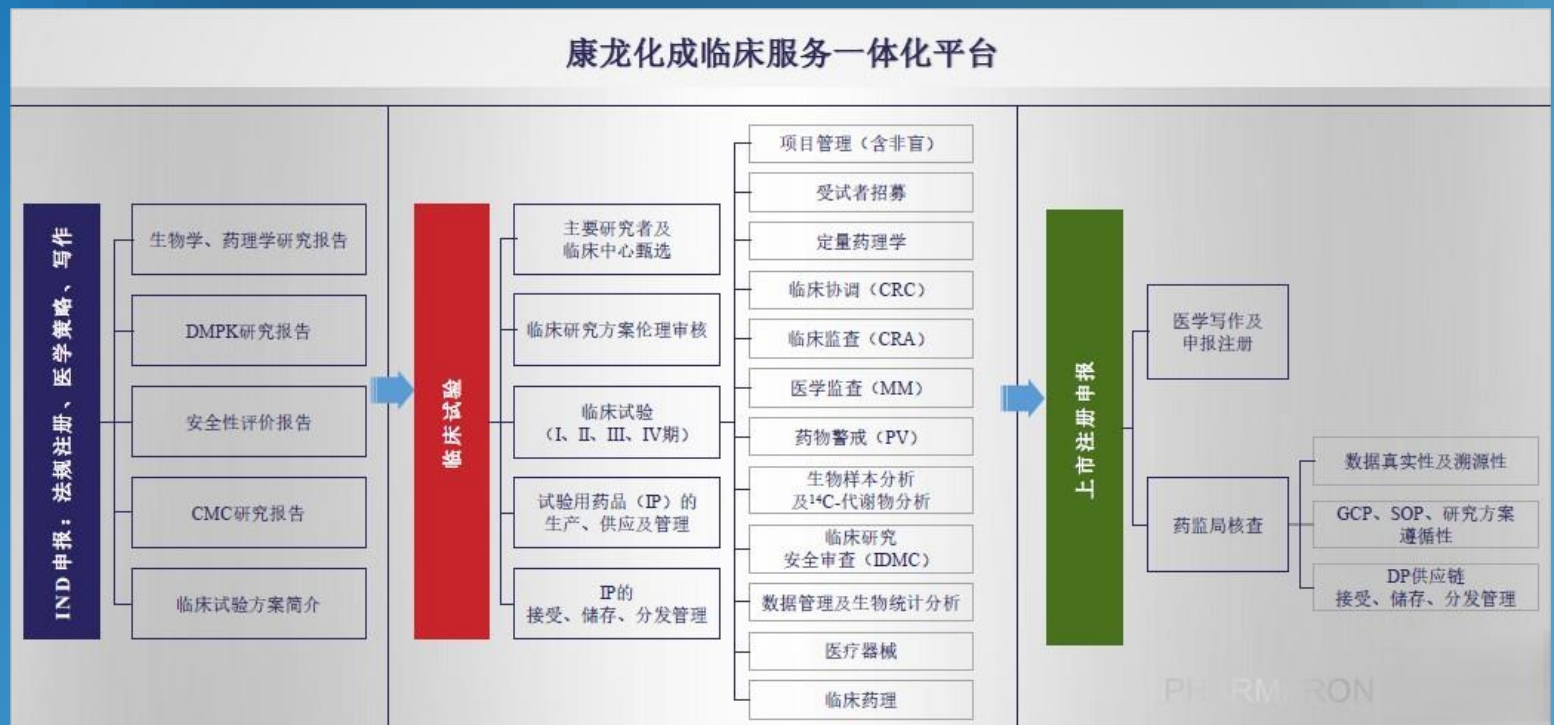 康龙化成临床服务一体化平台
IND申报：法规注册、医学策略、写作
生物学、药理学研究报告
DMPK研究报告
安全性评价报告
CMC研究报告
临床试验方案简介
临床试验
主要研究者及
临床中心甄选
临床研究方案伦理审核
临床试验
（I、II、III、IV期）
试验用药品（IP）的
生产、供应及管理
IP的
接受、储存、分发管理
项目管理（含非盲）
受试者招募
定量药理学
临床协调（CRC）
临床监查（CRA）
医学监查（MM）
药物警戒（PV）
生物样本分析
及¹⁴C-代谢物分析
临床研究
安全审查（IDMC）
数据管理及生物统计分析
医疗器械
临床药理
上市注册申报
医学写作及
申报注册
药监局核查
数据真实性及溯源性
GCP、SOP、研究方案
遵循性
DP供应链
接受、储存、分发管理